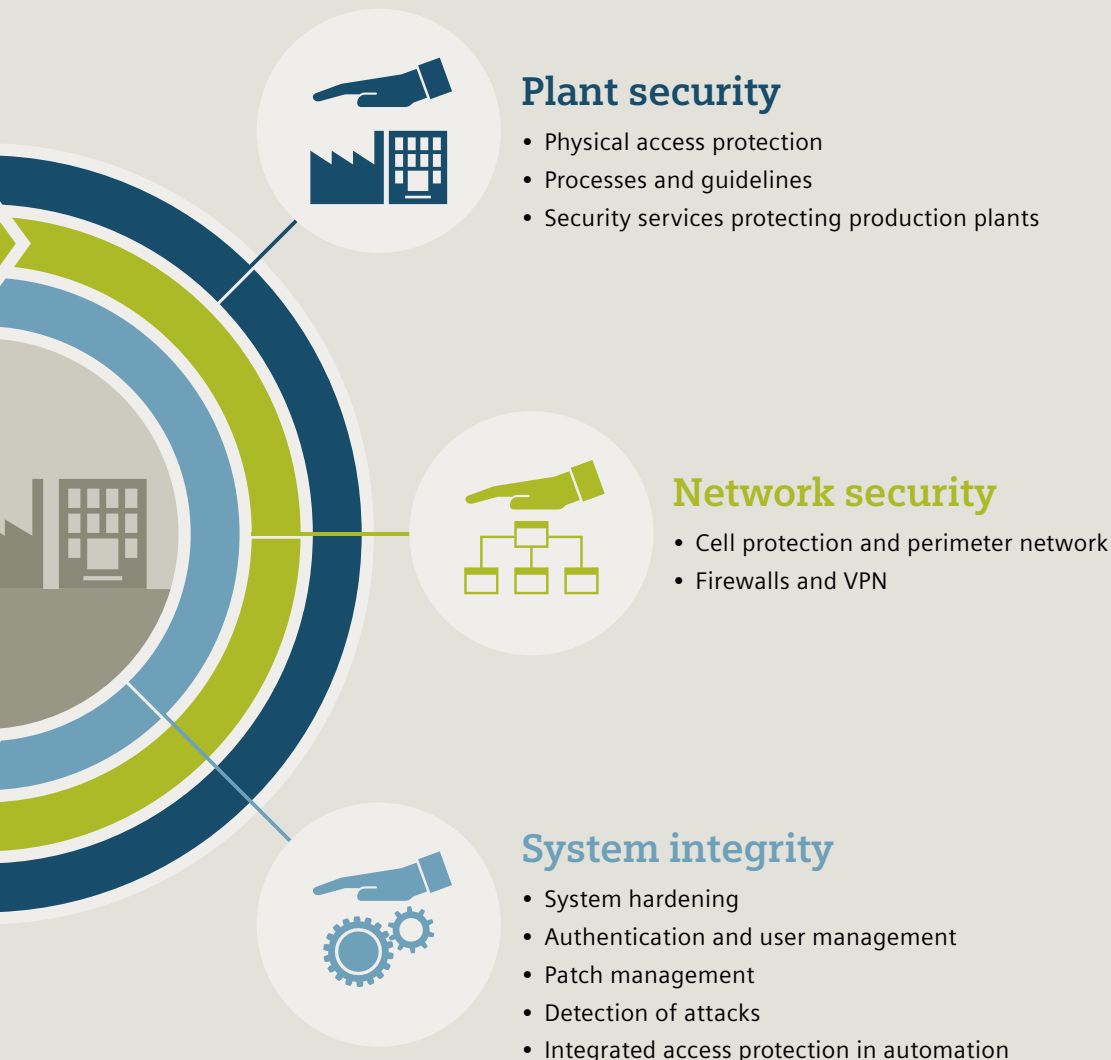 Plant security
• Physical access protection
• Processes and guidelines
• Security services protecting production plants
Network security
• Cell protection and perimeter network
• Firewalls and VPN
System integrity
• System hardening
• Authentication and user management
• Patch management
• Detection of attacks
• Integrated access protection in automation